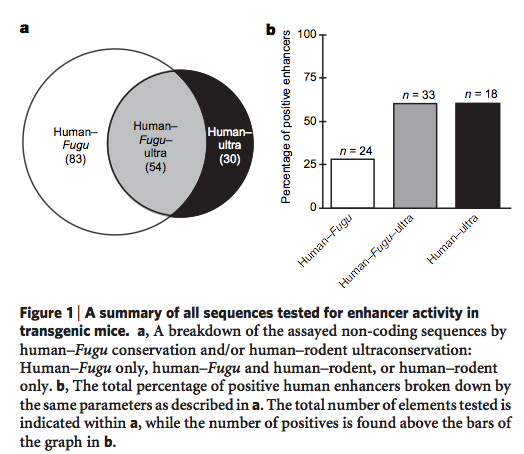 a
Human–
Fugu
(83)
Human–
Fugu–
ultra
(54)
Human–
ultra
(30)
b
Percentage of positive enhancers
100
75
50
25
0
n = 24
n = 33
n = 18
Human–Fugu
Human–Fugu–ultra
Human–ultra
Figure 1 | A summary of all sequences tested for enhancer activity in
transgenic mice. a, A breakdown of the assayed non-coding sequences by
human–Fugu conservation and/or human–rodent ultraconservation:
Human–Fugu only, human–Fugu and human–rodent, or human–rodent
only. b, The total percentage of positive human enhancers broken down by
the same parameters as described in a. The total number of elements tested is
indicated within a, while the number of positives is found above the bars of
the graph in b.